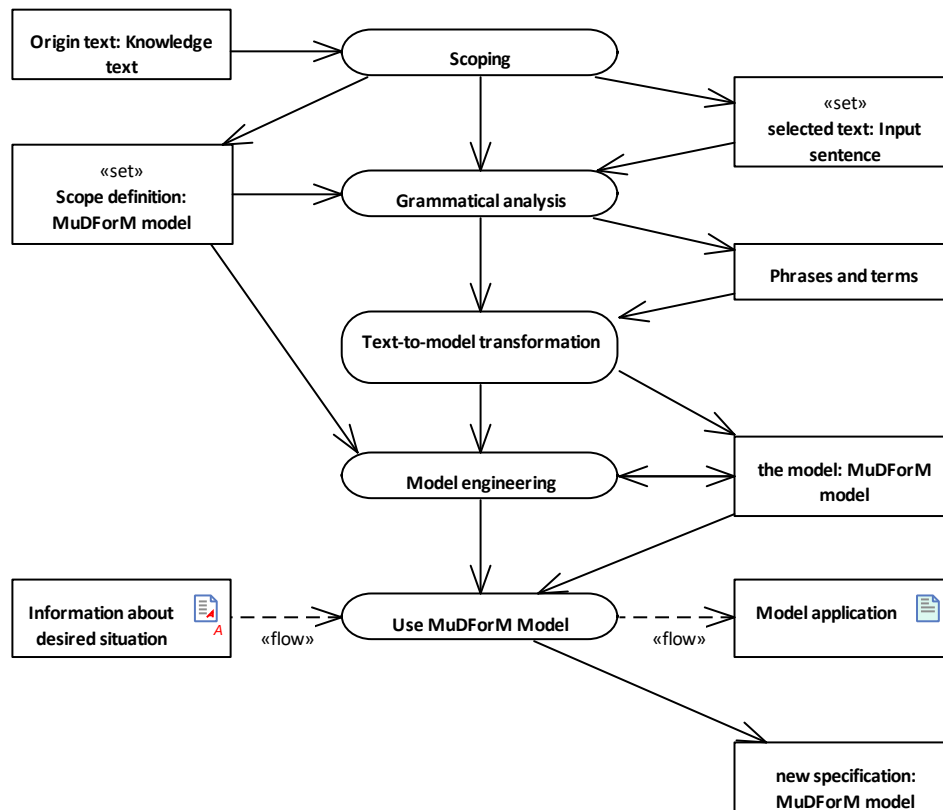 Origin text: Knowledge
text
Scoping
«set»
selected text: Input
sentence
«set»
Scope definition:
MuDForM model
Grammatical analysis
Phrases and terms
Text-to-model transformation
the model: MuDForM
model
Model engineering
Information about
desired situation
A
«flow»
Use MuDForM Model
«flow»
Model application
new specification:
MuDForM model